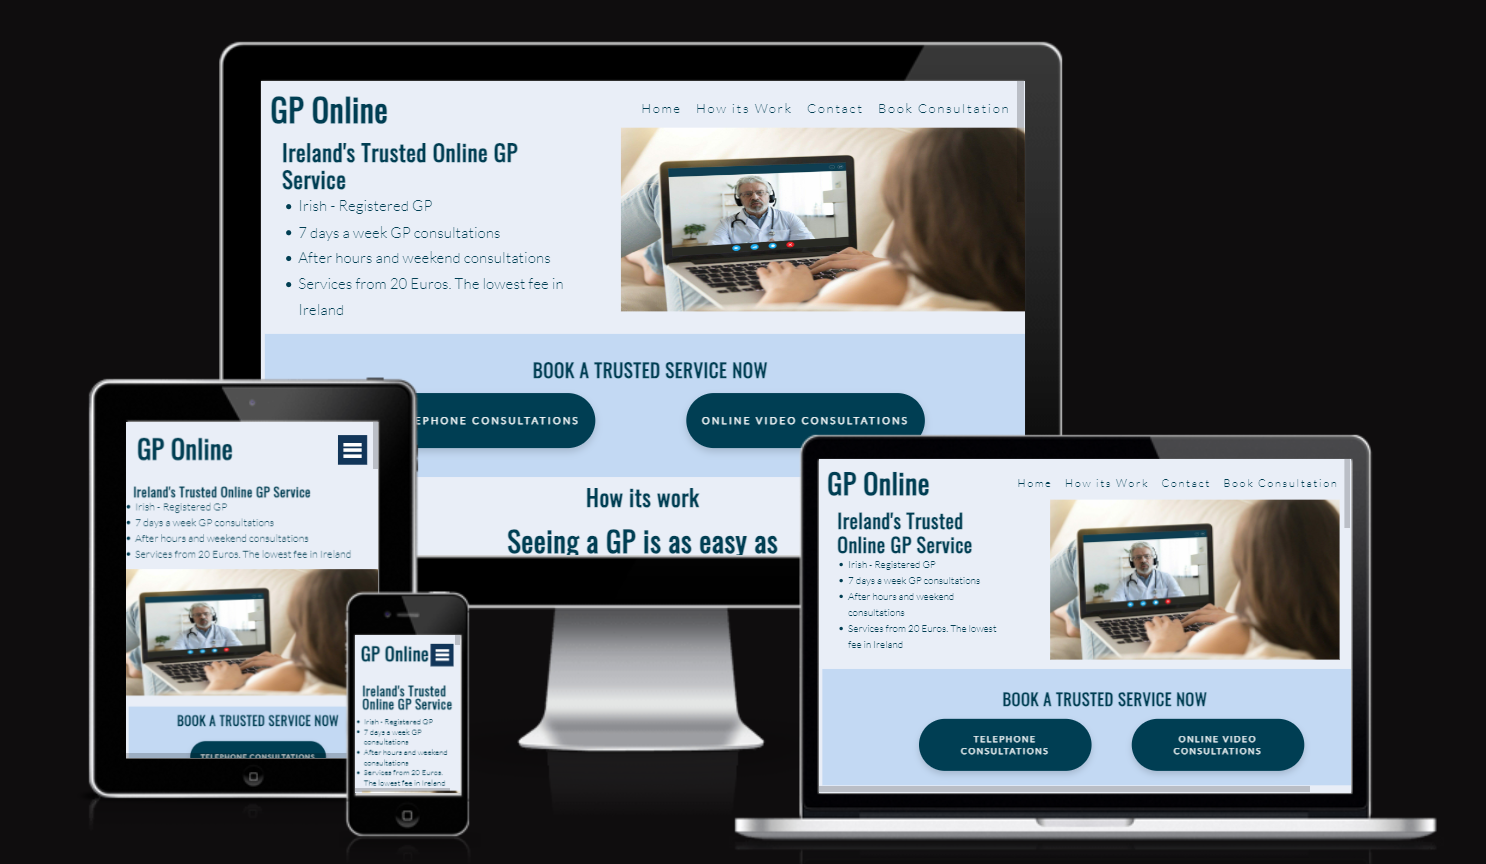 GP Online
Home How its Work Contact Book Consultation
Ireland's Trusted Online GP
Service
Irish - Registered GP
7 days a week GP consultations
After hours and weekend consultations
Services from 20 Euros. The lowest fee in
Ireland
BOOK A TRUSTED SERVICE NOW
EPHONE CONSULTATIONS
ONLINE VIDEO CONSULTATIONS
How its work
Seeing a GP is as easy as
GP Online
Ireland's Trusted Online GP Service
Irish - Registered GP
7 days a week GP consultations
After hours and weekend consultations
Services from 20 Euros. The lowest fee in Ireland
BOOK A TRUSTED SERVICE NOW
TELEPHONE CONSULTATIONS
GP Online
Ireland's Trusted
Online GP Service
Irish - Registered GP
7 days a week GP
consultations
After hours and weekend
consultations
Services from 20 Euros.
The lowest fee in Ireland
GP Online
Home How its Work Contact Book Consultation
Ireland's Trusted
Online GP Service
Irish - Registered GP
7 days a week GP consultations
After hours and weekend
consultations
Services from 20 Euros. The lowest
fee in Ireland
BOOK A TRUSTED SERVICE NOW
TELEPHONE
CONSULTATIONS
ONLINE VIDEO
CONSULTATIONS